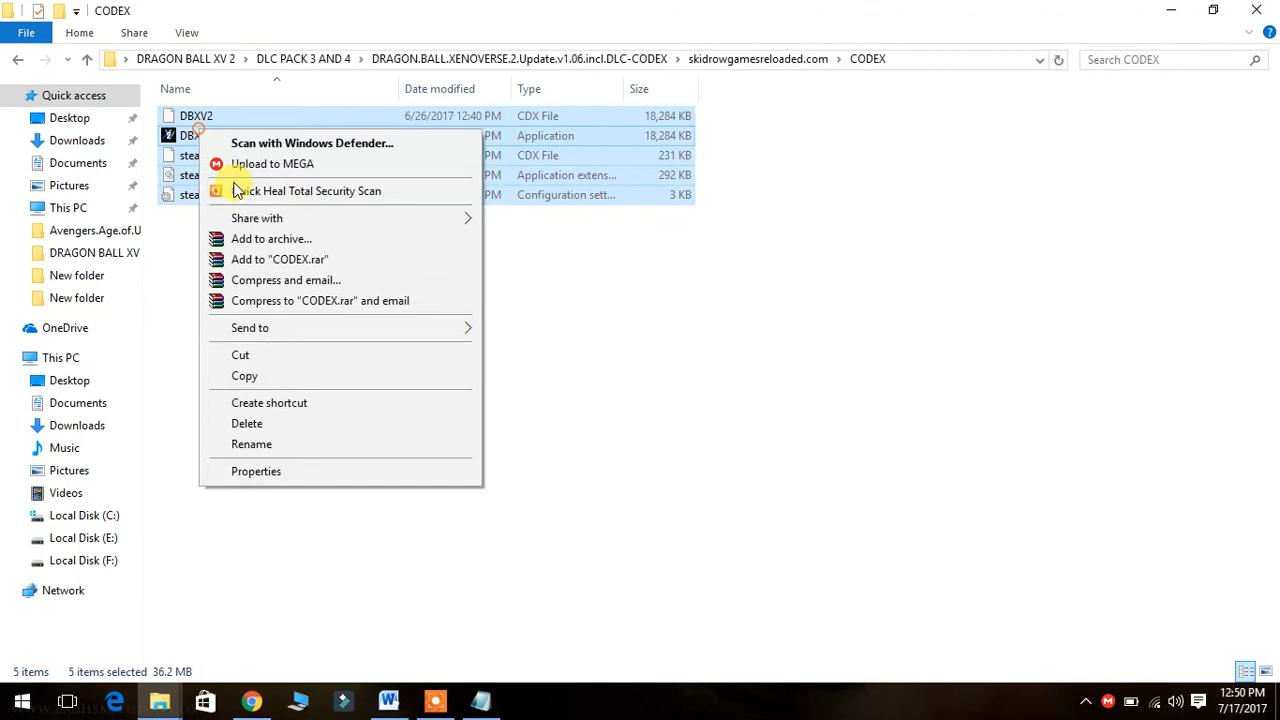 CODEX
File Home Share View
DRAGON BALL XV 2 DLC PACK 3 AND 4 DRAGON.BALL.XENOVERSE.2.Update.v1.06.incl.DLC-CODEX skidrowgamesreloaded.com CODEX Search CODEX
Name Date modified Type Size
DBXV2 6/26/2017 12:40 PM CDX File 18,284 KB
DBX PM Application 18,284 KB
stea PM CDX File 231 KB
stea PM Application extens... 292 KB
stea PM Configuration sett... 3 KB
Scan with Windows Defender...
Upload to MEGA
Quick Heal Total Security Scan
Share with
Add to archive...
Add to "CODEX.rar"
Compress and email...
Compress to "CODEX.rar" and email
Send to
Cut
Copy
Create shortcut
Delete
Rename
Properties
Quick access
Desktop
Downloads
Documents
Pictures
This PC
Avengers.Age.of.U
DRAGON BALL XV
New folder
New folder
OneDrive
This PC
Desktop
Documents
Downloads
Music
Pictures
Videos
Local Disk (C:)
Local Disk (E:)
Local Disk (F:)
Network
5 items 5 items selected 36.2 MB
12:50 PM
7/17/2017